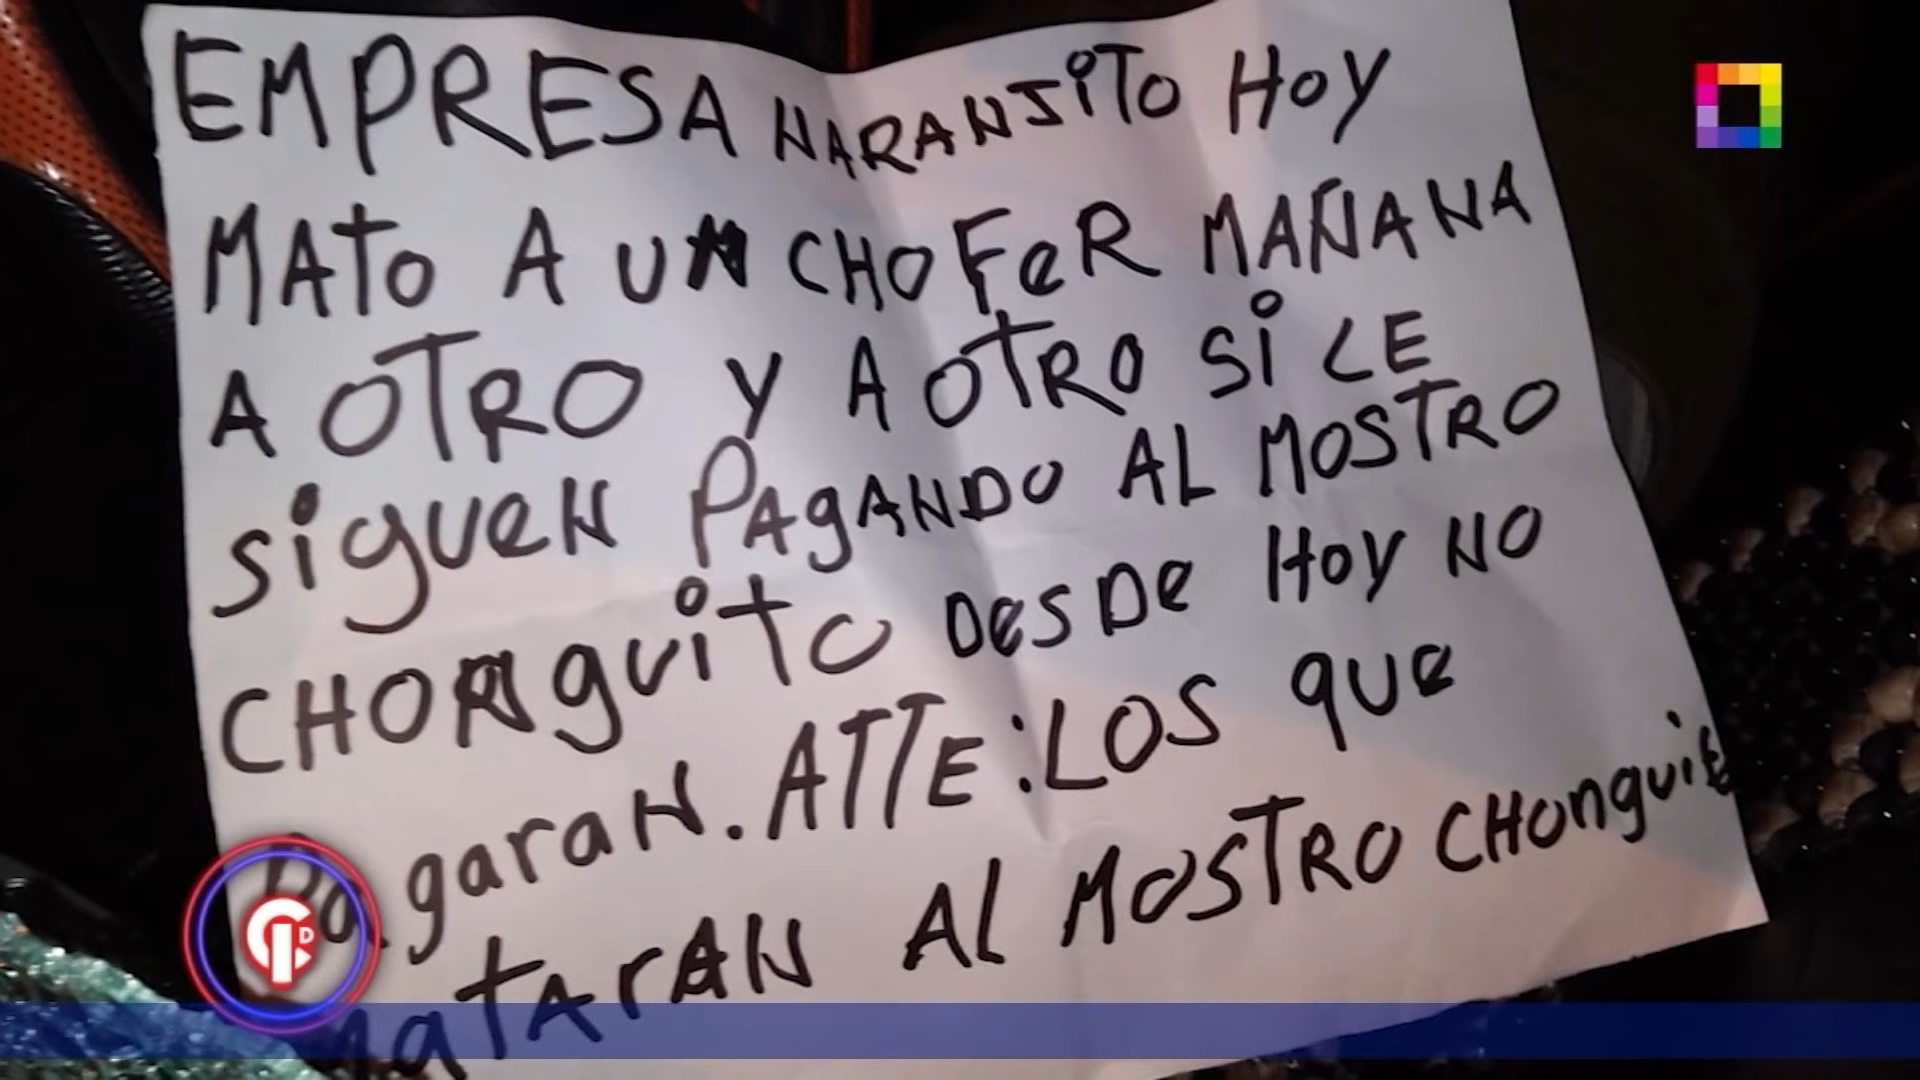 EMPRESA NARANJITO HOY
MATO A UN CHOFER MAÑANA
A OTRO Y A OTRO SI LE
SIGUEN PAGANDO AL MOSTRO
CHONGUITO DESDE HOY NO
PagaraN. ATTE: LOS QUE
MATARAN AL MOSTRO CHONGUIT